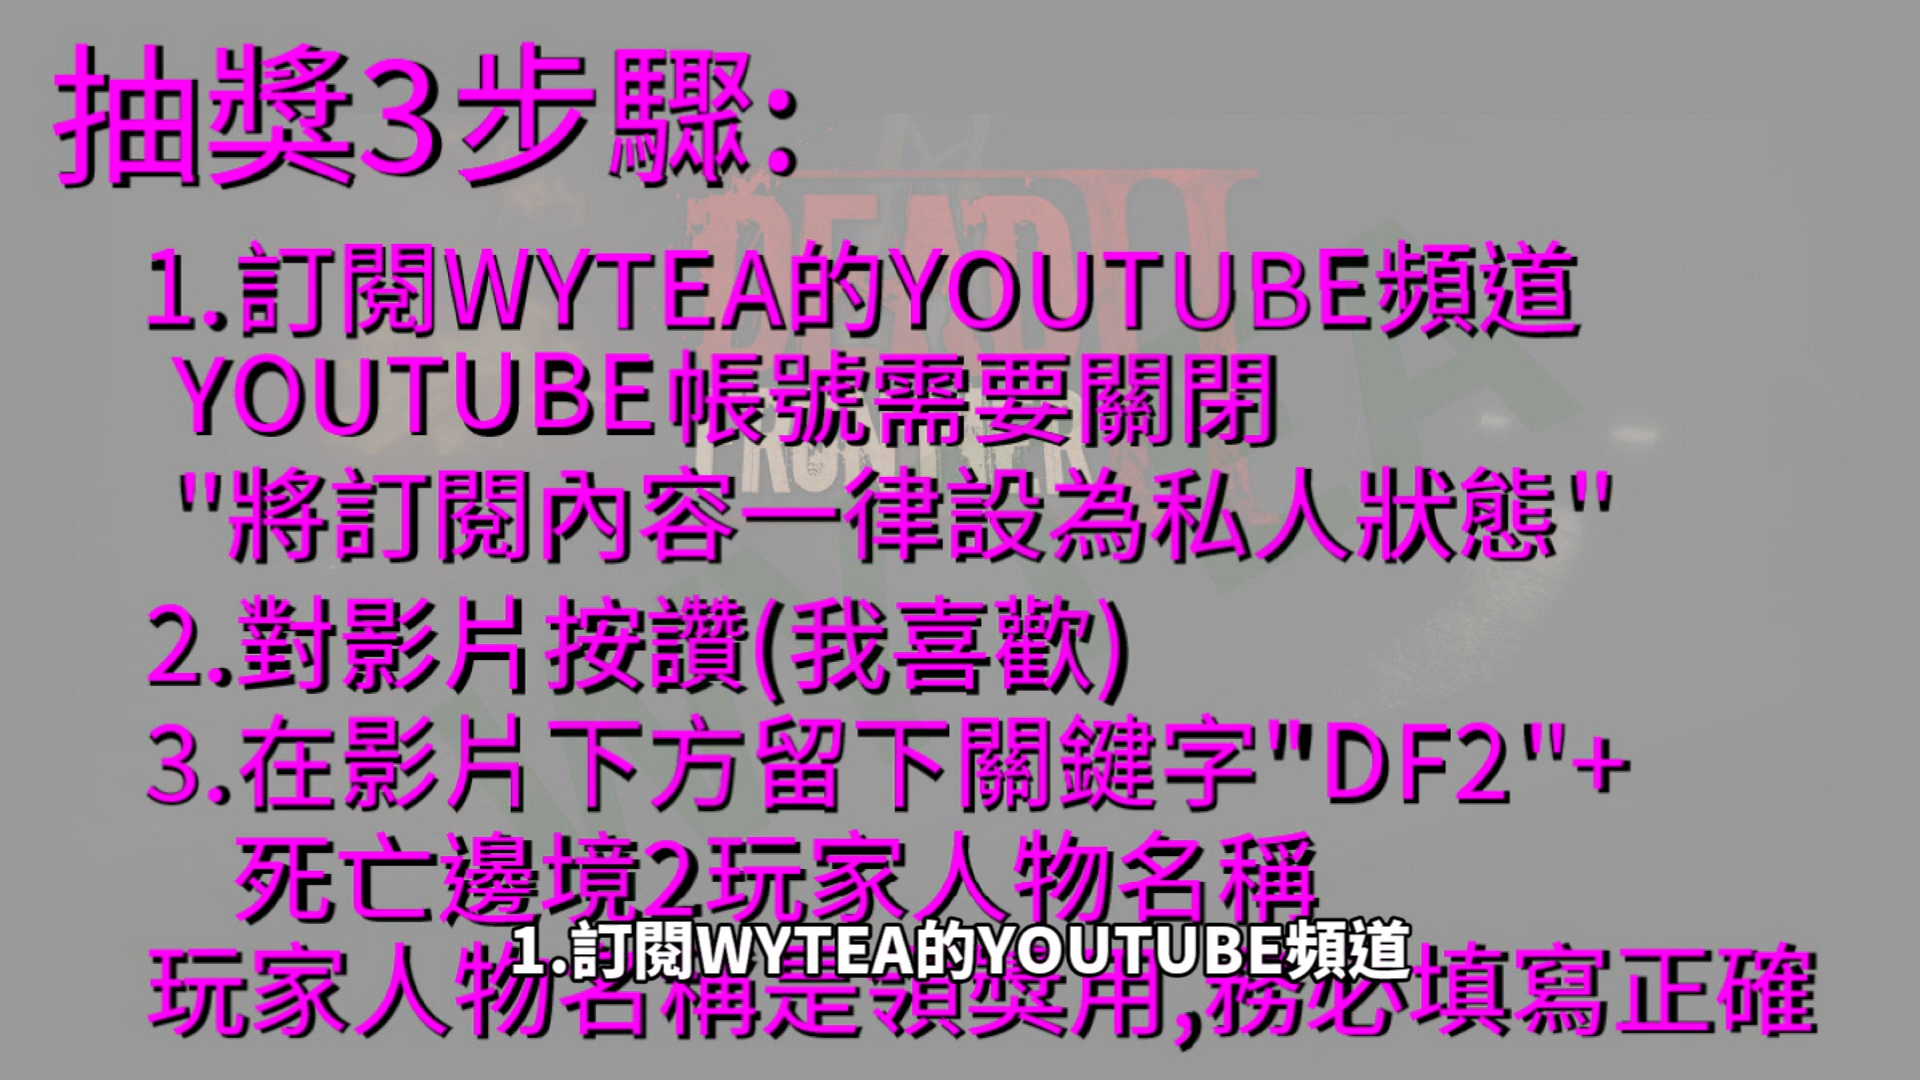 抽獎3步驟:
1.訂閱WYTEA的YOUTUBE頻道
YOUTUBE帳號需要關閉
"將訂閱內容一律設為私人狀態"
2.對影片按讚(我喜歡)
3.在影片下方留下關鍵字"DF2"+
死亡邊境2玩家人物名稱
玩家人物名稱是領獎用,務必填寫正確
1.訂閱WYTEA的YOUTUBE頻道
DEAD II
FRONTIER
WYTEA